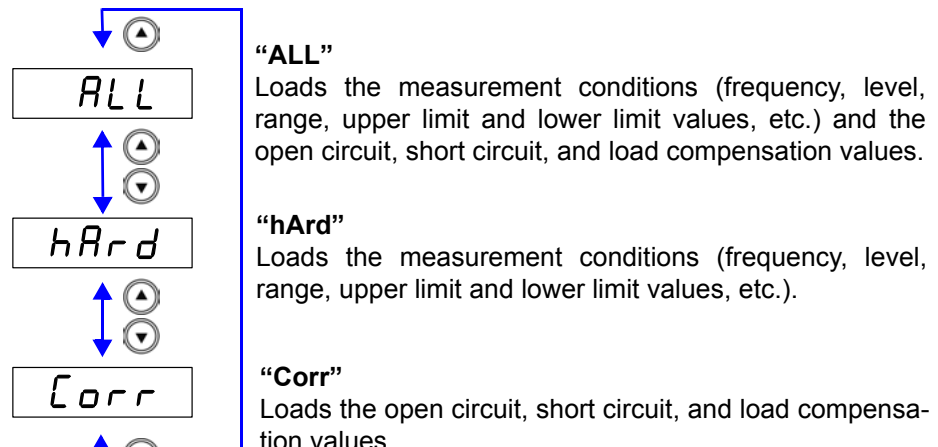 ALL
“ALL”
Loads the measurement conditions (frequency, level,
range, upper limit and lower limit values, etc.) and the
open circuit, short circuit, and load compensation values.
hArd
“hArd”
Loads the measurement conditions (frequency, level,
range, upper limit and lower limit values, etc.).
Corr
“Corr”
Loads the open circuit, short circuit, and load compensa-
tion values